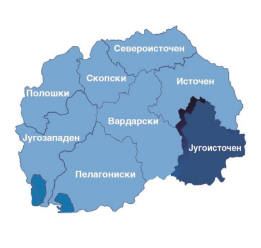 Североисточен
Скопски
Источен
Полошки
Вардарски
Југозападен
Југоисточен
Пелагониски